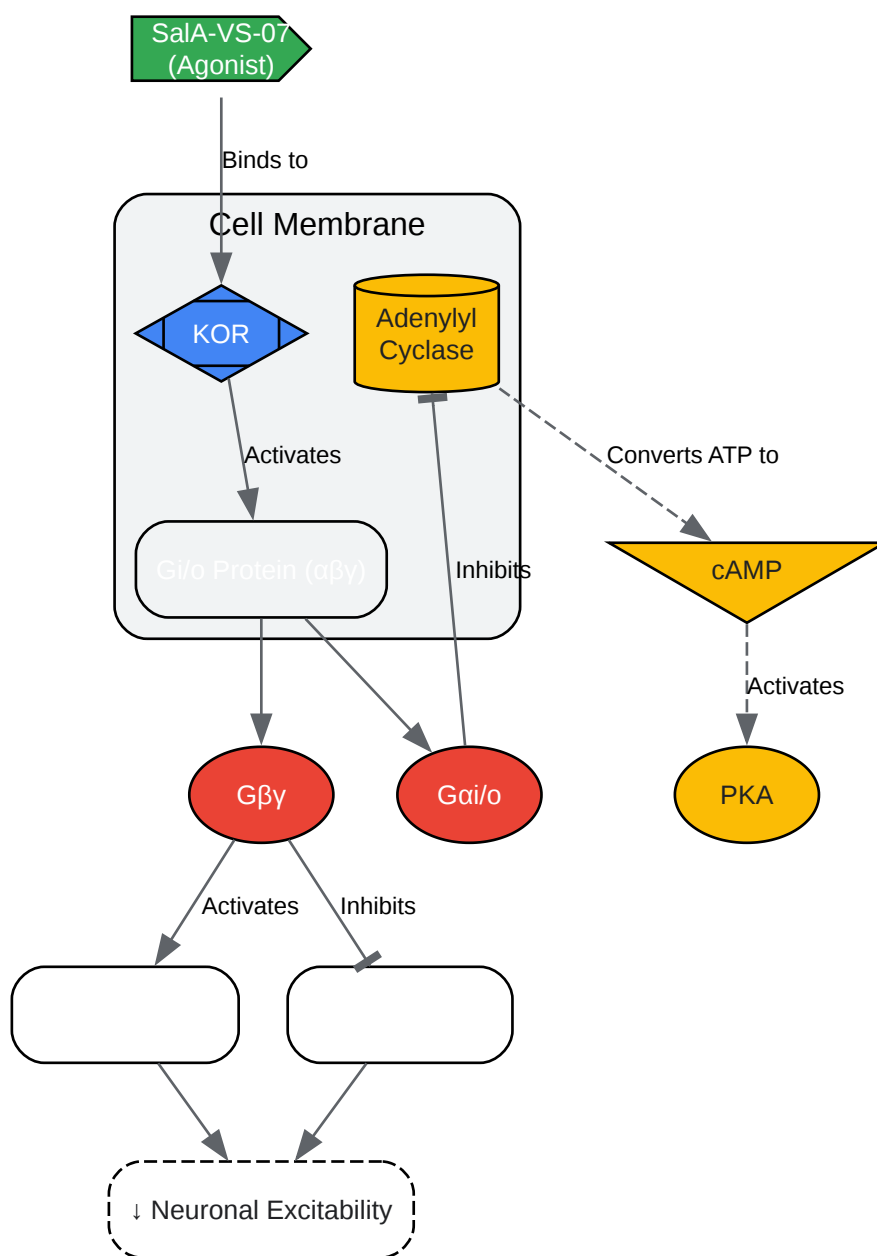 SalA-VS-07
(Agonist)
Binds to
Cell Membrane
KOR
Adenylyl
Cyclase
Activates
Converts ATP to
Gi/o Protein (αβγ)
Inhibits
cAMP
Activates
Gβγ
Gαi/o
PKA
Activates
Inhibits
↓ Neuronal Excitability